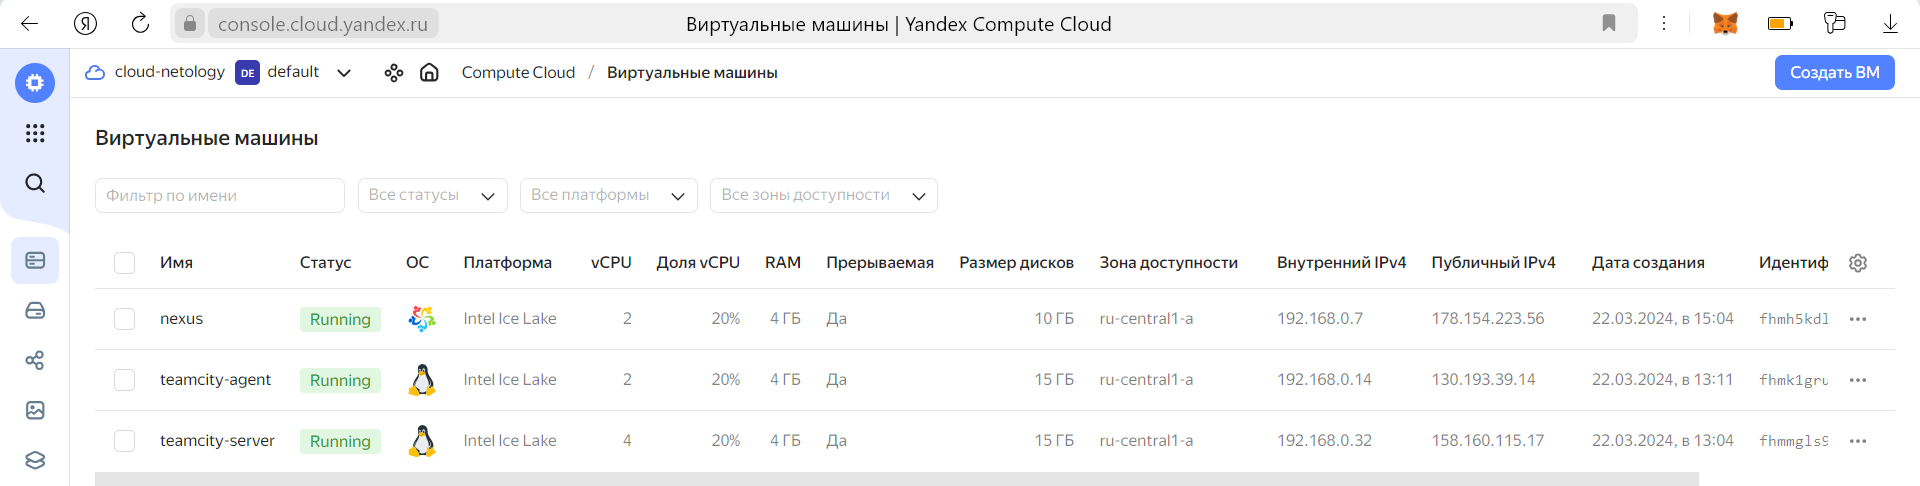 Я console.cloud.yandex.ru Виртуальные машины | Yandex Compute Cloud
cloud-netology DE default Compute Cloud / Виртуальные машины Создать ВМ
Виртуальные машины
Фильтр по имени Все статусы Все платформы Все зоны доступности
Имя Статус ОС Платформа vCPU Доля vCPU RAM Прерываемая Размер дисков Зона доступности Внутренний IPv4 Публичный IPv4 Дата создания Идентиф
nexus Running Intel Ice Lake 2 20% 4 ГБ Да 10 ГБ ru-central1-a 192.168.0.7 178.154.223.56 22.03.2024, в 15:04 fhmh5kdl
teamcity-agent Running Intel Ice Lake 2 20% 4 ГБ Да 15 ГБ ru-central1-a 192.168.0.14 130.193.39.14 22.03.2024, в 13:11 fhmk1gru
teamcity-server Running Intel Ice Lake 4 20% 4 ГБ Да 15 ГБ ru-central1-a 192.168.0.32 158.160.115.17 22.03.2024, в 13:04 fhmmgls9